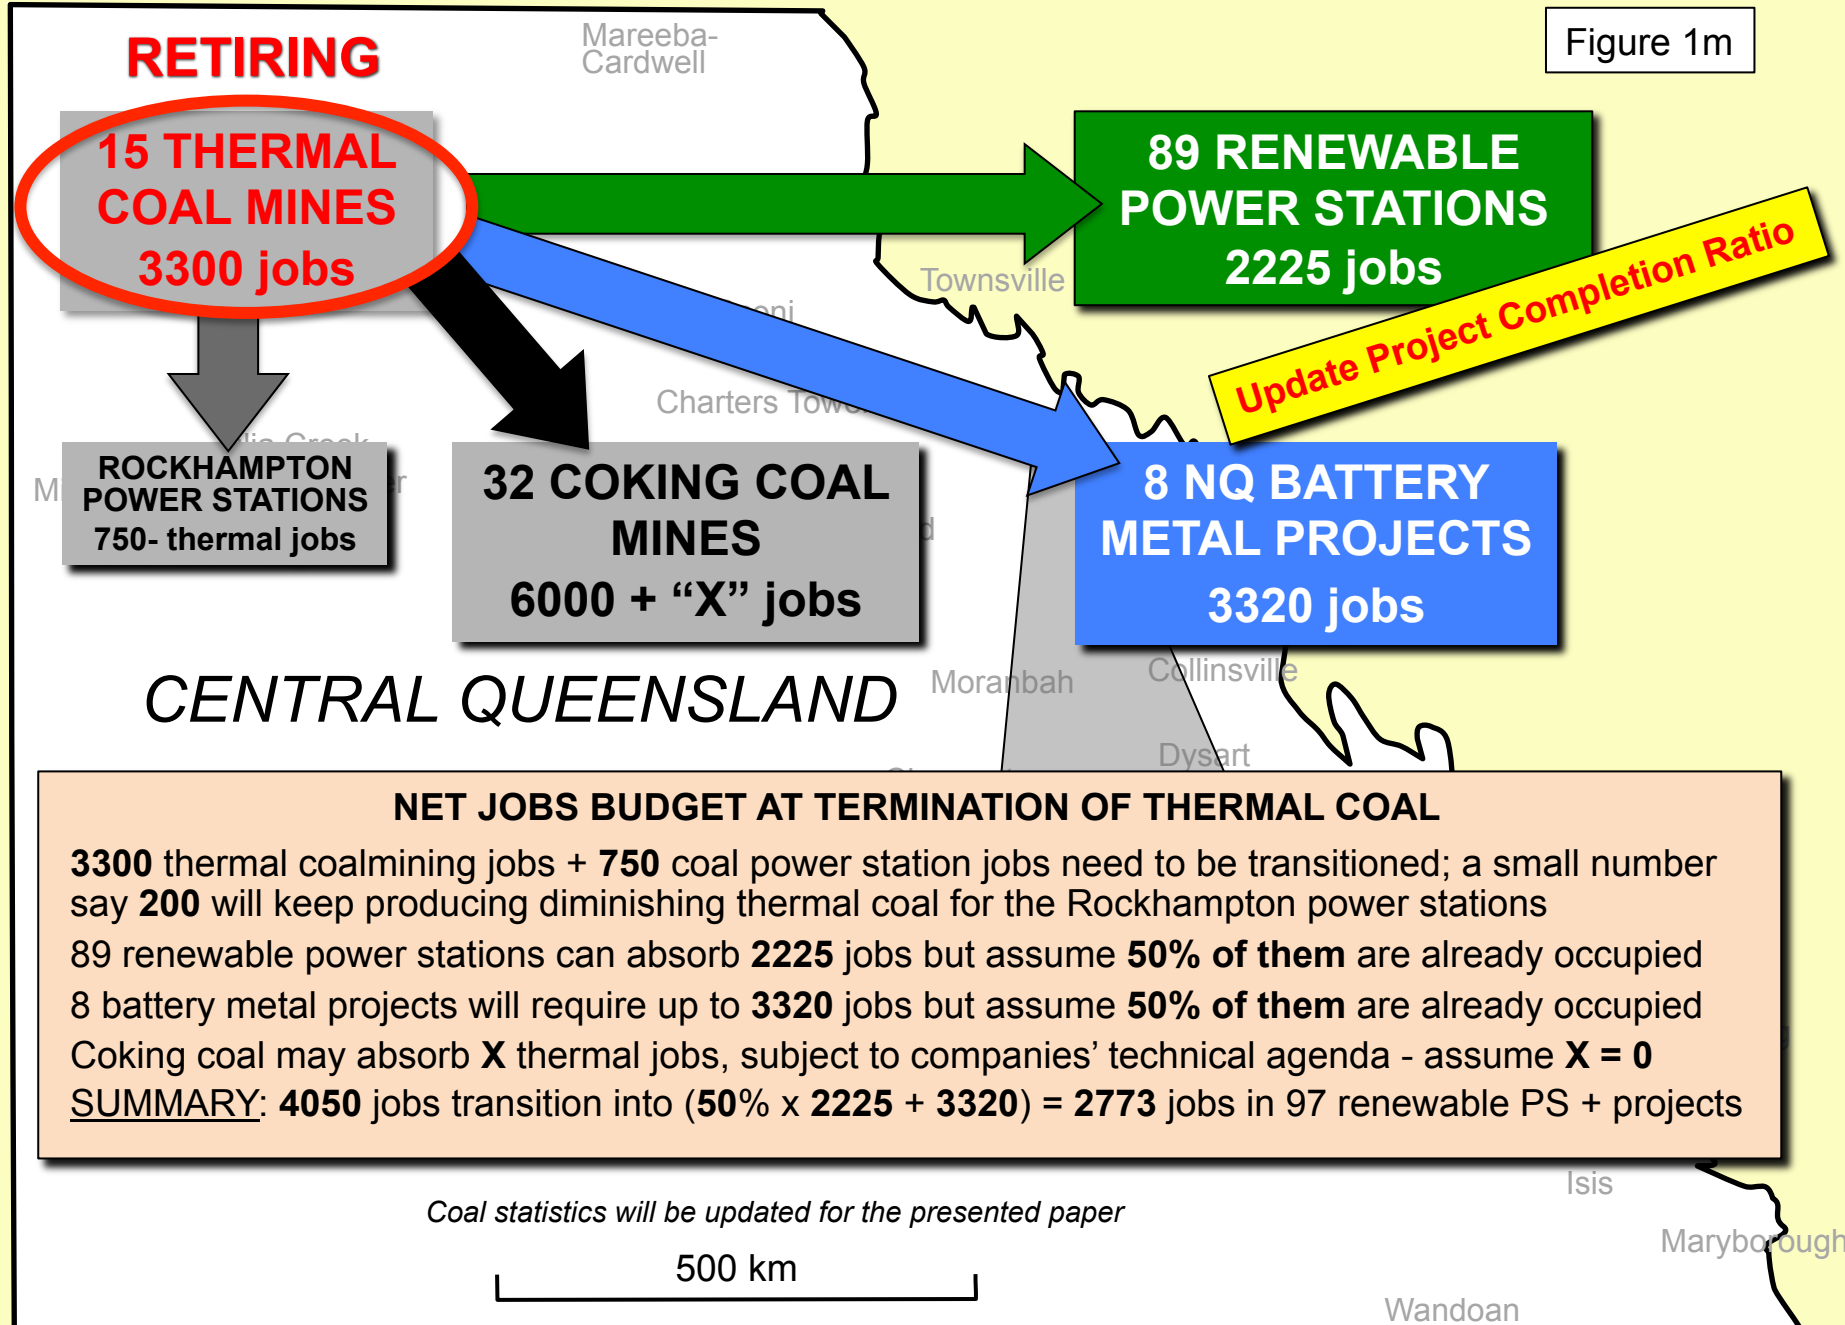 RETIRING
Mareeba-
Cardwell
Figure 1m
15 THERMAL
COAL MINES
3300 jobs
89 RENEWABLE
POWER STATIONS
2225 jobs
Townsville
Update Project Completion Ratio
Charters
ROCKHAMPTON
POWER STATIONS
750- thermal jobs
32 COKING COAL
MINES
6000 + “X” jobs
8 NQ BATTERY
METAL PROJECTS
3320 jobs
CENTRAL QUEENSLAND
Moranbah
Collinsville
Dysart
NET JOBS BUDGET AT TERMINATION OF THERMAL COAL
3300 thermal coalmining jobs + 750 coal power station jobs need to be transitioned; a small number
say 200 will keep producing diminishing thermal coal for the Rockhampton power stations
89 renewable power stations can absorb 2225 jobs but assume 50% of them are already occupied
8 battery metal projects will require up to 3320 jobs but assume 50% of them are already occupied
Coking coal may absorb X thermal jobs, subject to companies’ technical agenda - assume X = 0
SUMMARY: 4050 jobs transition into (50% x 2225 + 3320) = 2773 jobs in 97 renewable PS + projects
Isis
Coal statistics will be updated for the presented paper
Maryborough
500 km
Wandoan